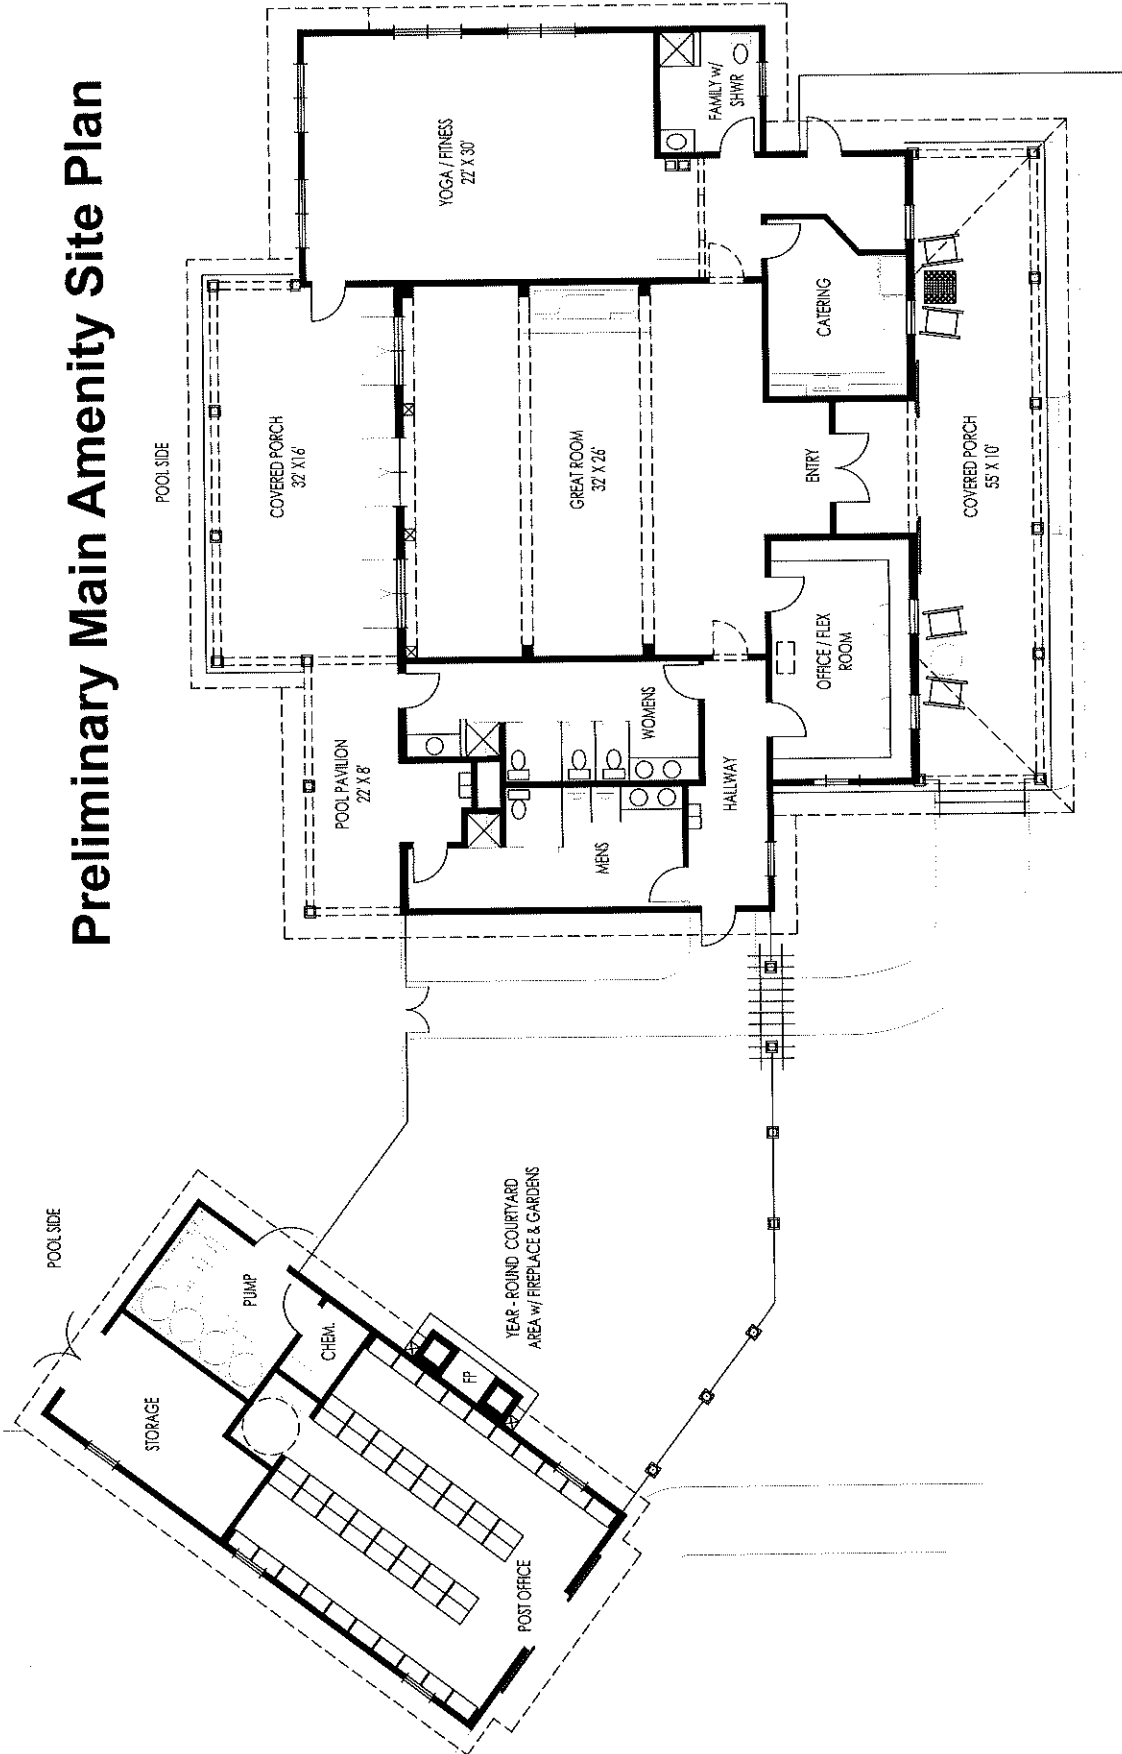 Preliminary Main Amenity Site Plan
POOL SIDE
POOL SIDE
STORAGE
PUMP
CHEM.
FP
POST OFFICE
YEAR - ROUND COURTYARD
AREA w/ FIREPLACE & GARDENS
POOL PAVILION
22' X 8'
MENS
WOMENS
HALLWAY
COVERED PORCH
32' X 16'
GREAT ROOM
32' X 26'
OFFICE / FLEX
ROOM
ENTRY
CATERING
COVERED PORCH
55' X 10'
YOGA / FITNESS
22' X 30'
FAMILY w/
SHWR